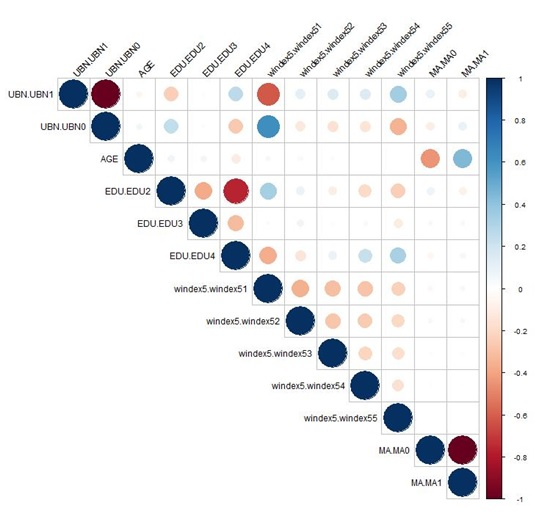 UBN.UBN1
UBN.UBN0
AGE
EDU.EDU2
EDU.EDU3
EDU.EDU4
windex5.windex51
windex5.windex52
windex5.windex53
windex5.windex54
windex5.windex55
MA.MA0
MA.MA1
UBN.UBN1
UBN.UBN0
AGE
EDU.EDU2
EDU.EDU3
EDU.EDU4
windex5.windex51
windex5.windex52
windex5.windex53
windex5.windex54
windex5.windex55
MA.MA0
MA.MA1
1
0.8
0.6
0.4
0.2
0
-0.2
-0.4
-0.6
-0.8
-1